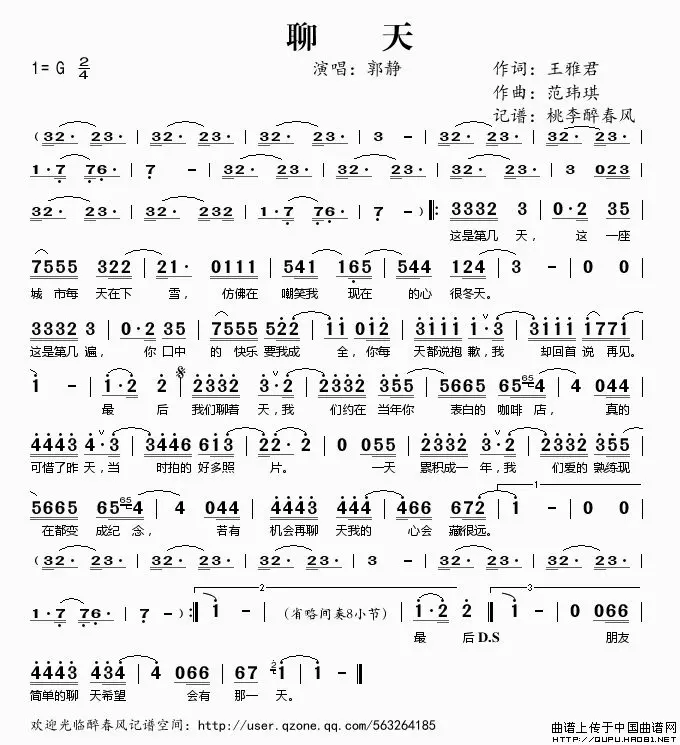 聊 天
1= G 2/4
演唱：郭静
作词：王雅君
作曲：范玮琪
记谱：桃李醉春风
( 32· 23· | 32· 23· | 32· 23· | 3 - | 32· 23· | 32· 23· |
1·7 76· | 7 - | 32· 23· | 32· 23· | 32· 23· | 3 023 |
32· 23· | 32· 232 | 1·7 76· | 7 - ) ‖: 3332 3 | 0·2 35 |
这是第几 天， 这 一座
7555 322 | 21· 0111 | 541 165 | 544 124 | 3 - | 0 0 |
城 市每 天在下 雪， 仿佛在 嘲笑我 现在 的心 很冬天。
3332 3 | 0·2 35 | 7555 522 | 11 012 | 3111 1·3 | 1771 |
这是第几 遍， 你 口中 的 快乐 要我成 全，你每 天都说抱 歉，我 却回首 说 再见。
1 - | 1·2 2 | 2332 3·2 | 2332 355 | 5665 65 65 4 | 4 044 |
最 后 我们聊着 天，我 们约在 当年你 表白的 咖啡 店， 真的
4443 4·3 | 3446 613 | 22· 2 | 0 055 | 2332 3·2 | 2332 355 |
可惜了昨 天，当 时拍的 好多照 片。 一天 累积成一 年，我 们爱的 熟练现
5665 65 65 4 | 4 044 | 4443 444 | 466 672 | 1 - | 0 0 |
1
在都变 成纪 念， 若有 机会再聊 天我的 心会 藏很远。
( 32· 23· | 32· 23· | 32· 23· | 3 - | 32· 23· | 32· 23· |
1·7 76· | 7 - ) :‖ 1 - | (省略间奏8小节) | 1·2 2 ‖ 1 - | 0 066 |
2
3
最 后 D.S 朋友
4443 434 | 4 066 | 67 2 1 | 1 - ‖
简单的聊 天希望 会有 那一 天。
欢迎光临醉春风记谱空间：http://user.qzone.qq.com/563264185
曲谱上传于中国曲谱网